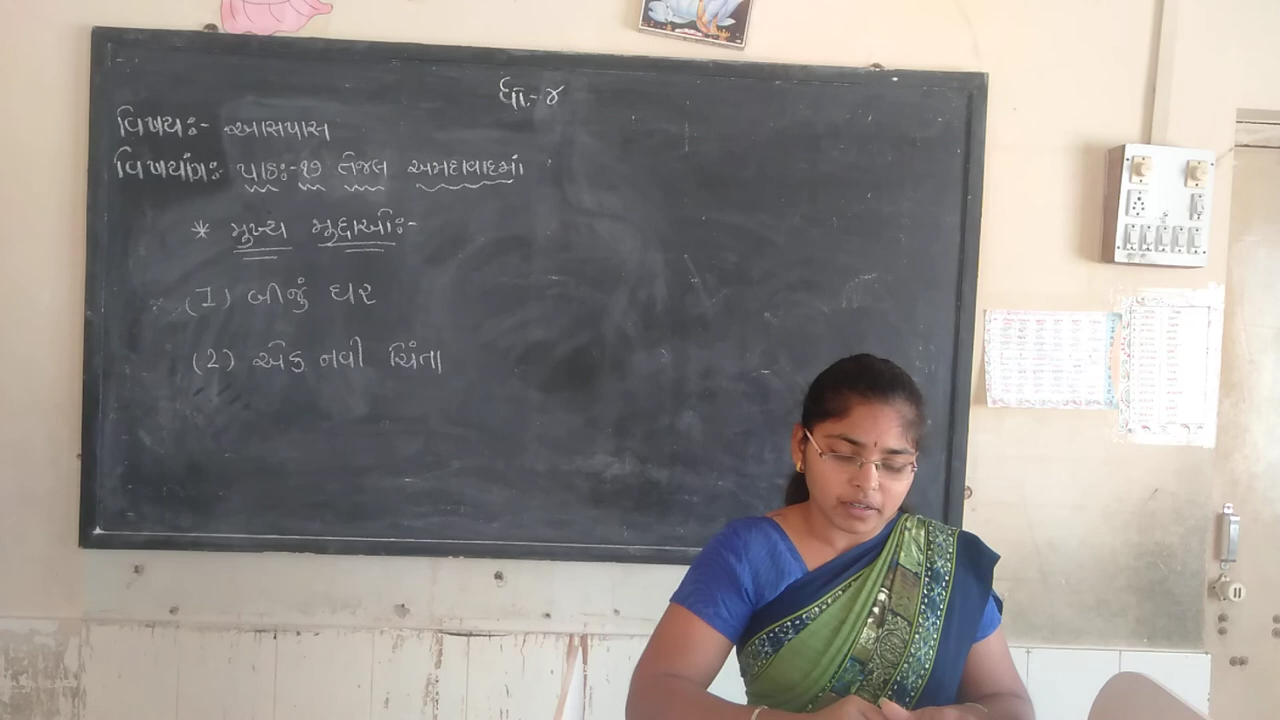 ધો.-૪
વિષય:- આસપાસ
વિષયાંગ:- પાઠ:-૧૭ તેજલ અમદાવાદમાં
* મુખ્ય મુદ્દાઓ:-
(1) બીજું ઘર
(2) એક નવી ચિંતા